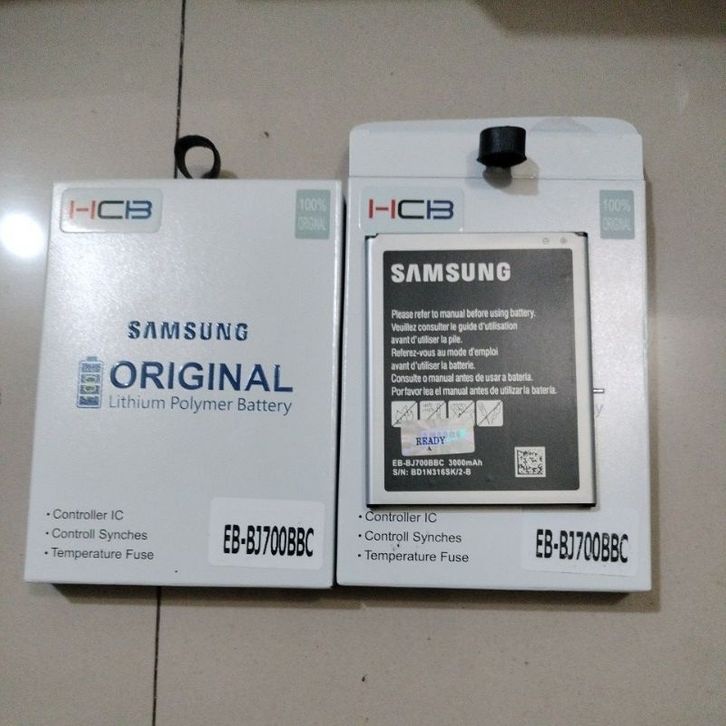 HCB
100%
ORIGINAL
SAMSUNG
ORIGINAL
Lithium Polymer Battery
• Controller IC
• Controll Synches
• Temperature Fuse
EB-BJ700BBC
HCB
100%
ORIGINAL
SAMSUNG
Please refer to manual before using battery.
Veuillez consulter le guide d'utilisation
avant d'utiliser la pile.
Referez-vous au mode d'emploi
avant d'utiliser la batterie.
Consulte o manual antes de usar a bateria.
Por favor lea el manual antes de utilizar la batería.
READY
A
EB-BJ700BBC 3000mAh
S/N: BD1N316SK/2-B
• Controller IC
• Controll Synches
• Temperature Fuse
EB-BJ700BBC